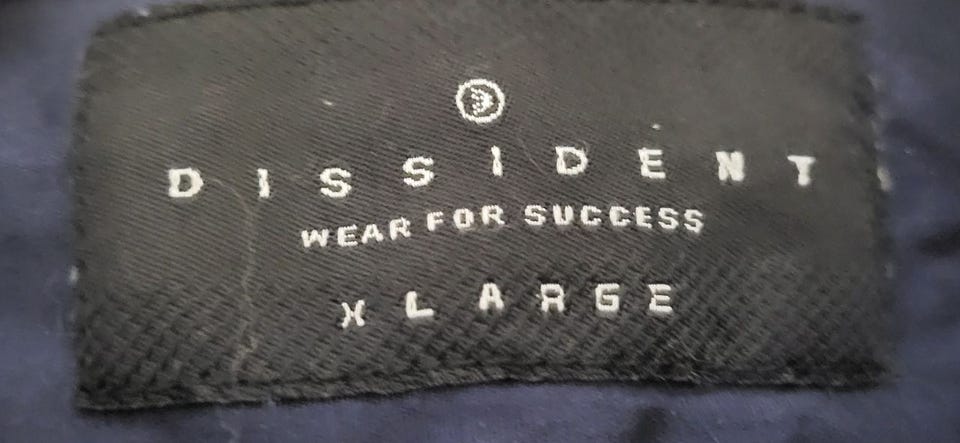 DISSIDENT
WEAR FOR SUCCESS
XLARGE